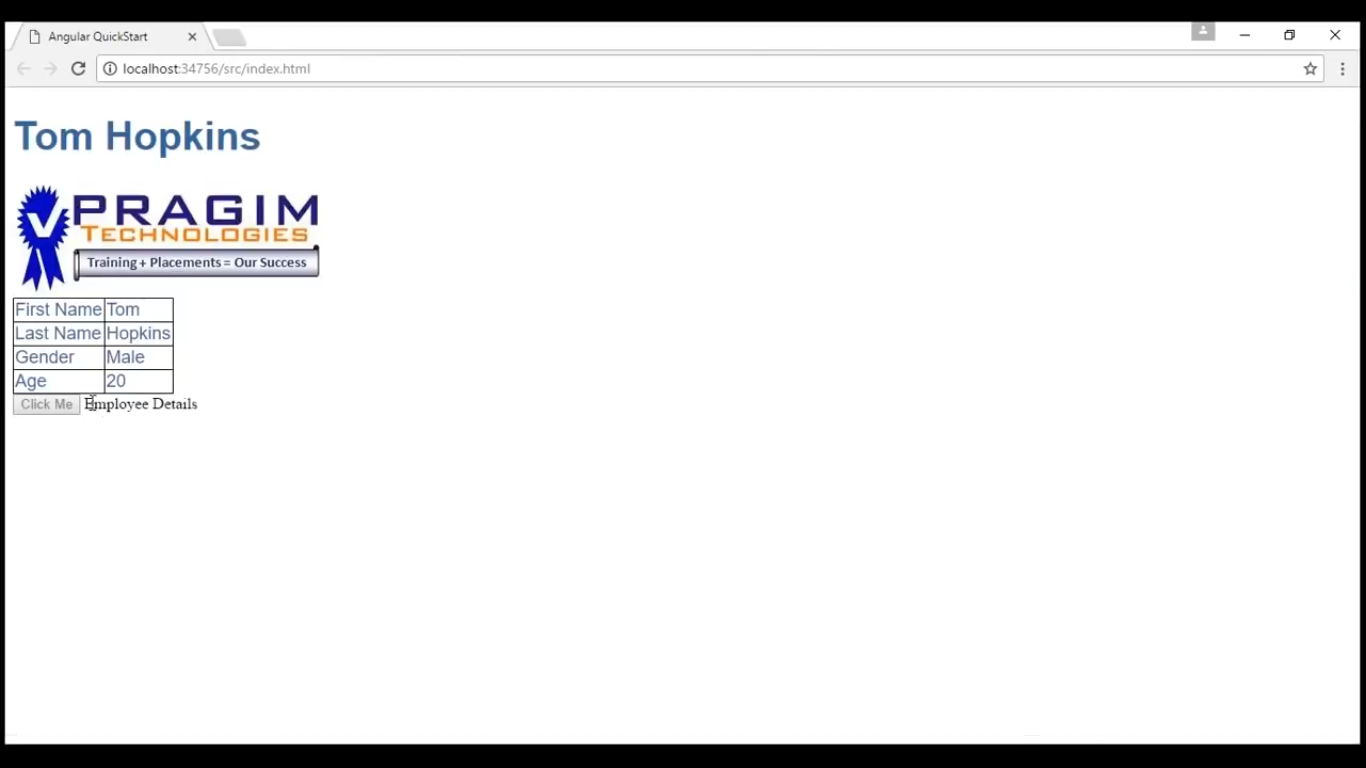 Angular QuickStart
localhost:34756/src/index.html
Tom Hopkins
PRAGIM
TECHNOLOGIES
Training + Placements = Our Success
First Name Tom
Last Name Hopkins
Gender Male
Age 20
Click Me Employee Details